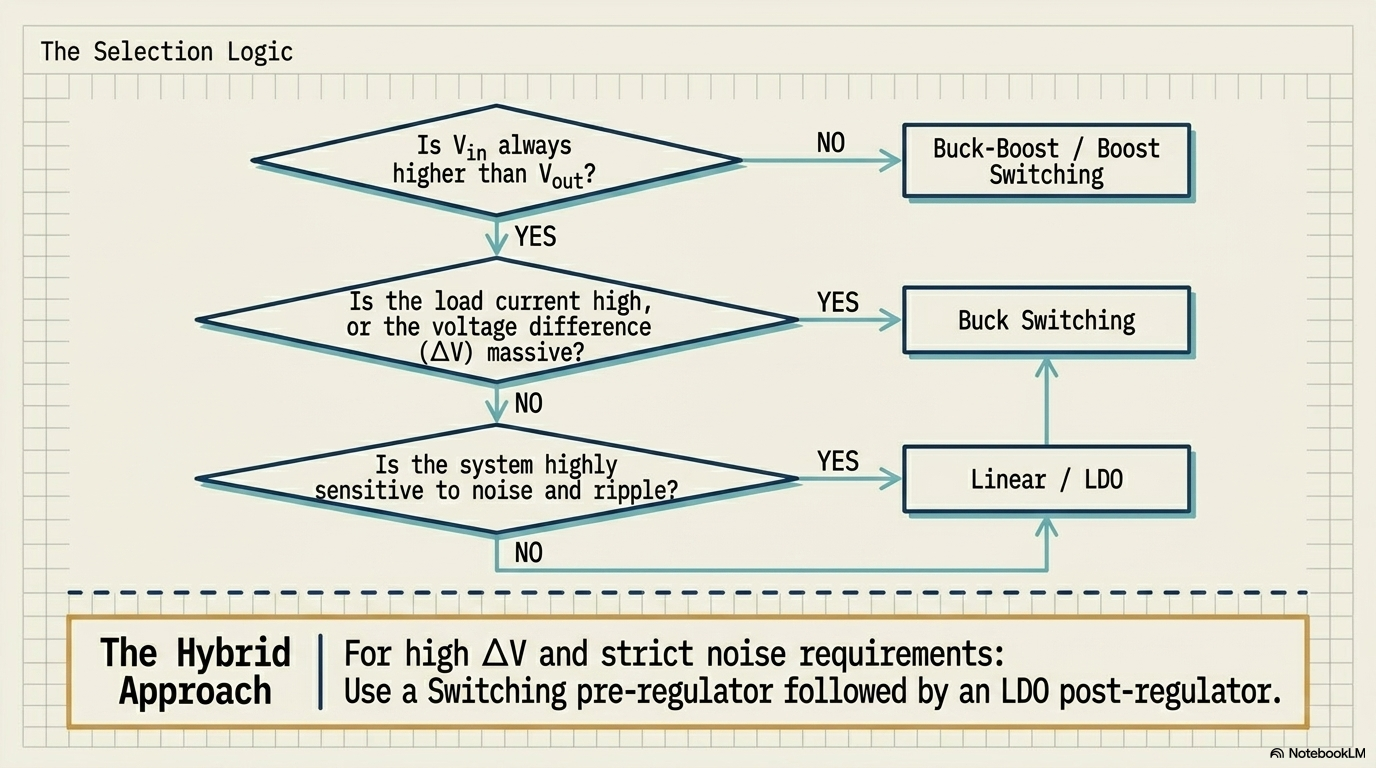 The Selection Logic
Is Vin always
higher than Vout?
NO
Buck-Boost / Boost
Switching
YES
Is the load current high,
or the voltage difference
(ΔV) massive?
YES
Buck Switching
NO
Is the system highly
sensitive to noise and ripple?
YES
Linear / LDO
NO
The Hybrid
Approach
For high ΔV and strict noise requirements:
Use a Switching pre-regulator followed by an LDO post-regulator.
NotebookLM